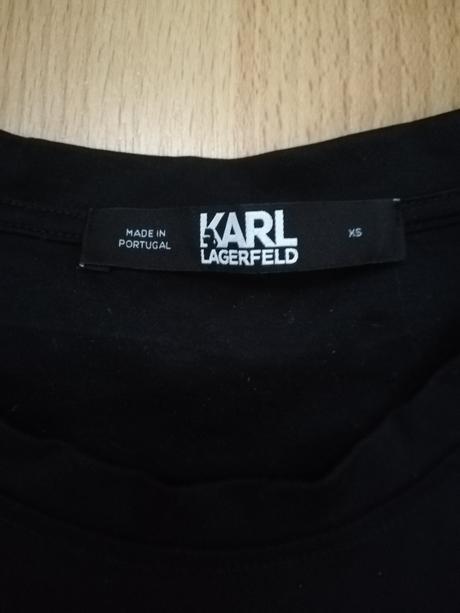 MADE IN
PORTUGAL
KARL
LAGERFELD
XS